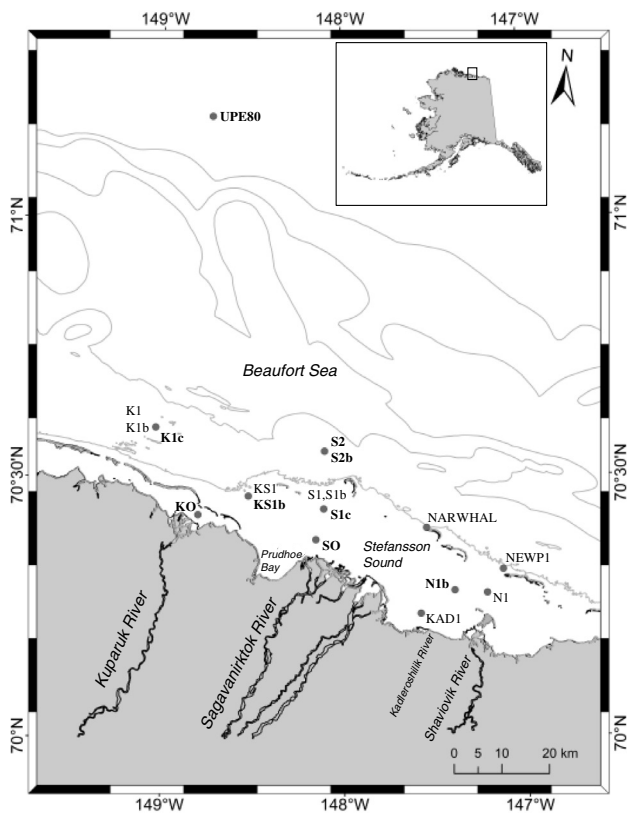 149°W
148°W
147°W
N
UPE80
71°N
71°N
Beaufort Sea
K1
K1b
K1c
S2
S2b
70°30'N
70°30'N
KS1
KS1b
S1,S1b
S1c
KO
NARWHAL
SO
Stefansson
Sound
Prudhoe
Bay
NEWP1
N1b
N1
KAD1
Kuparuk River
Sagavanirktok River
Kadleroshilik River
Shaviovik River
70°N
70°N
0 5 10 20 km
149°W
148°W
147°W